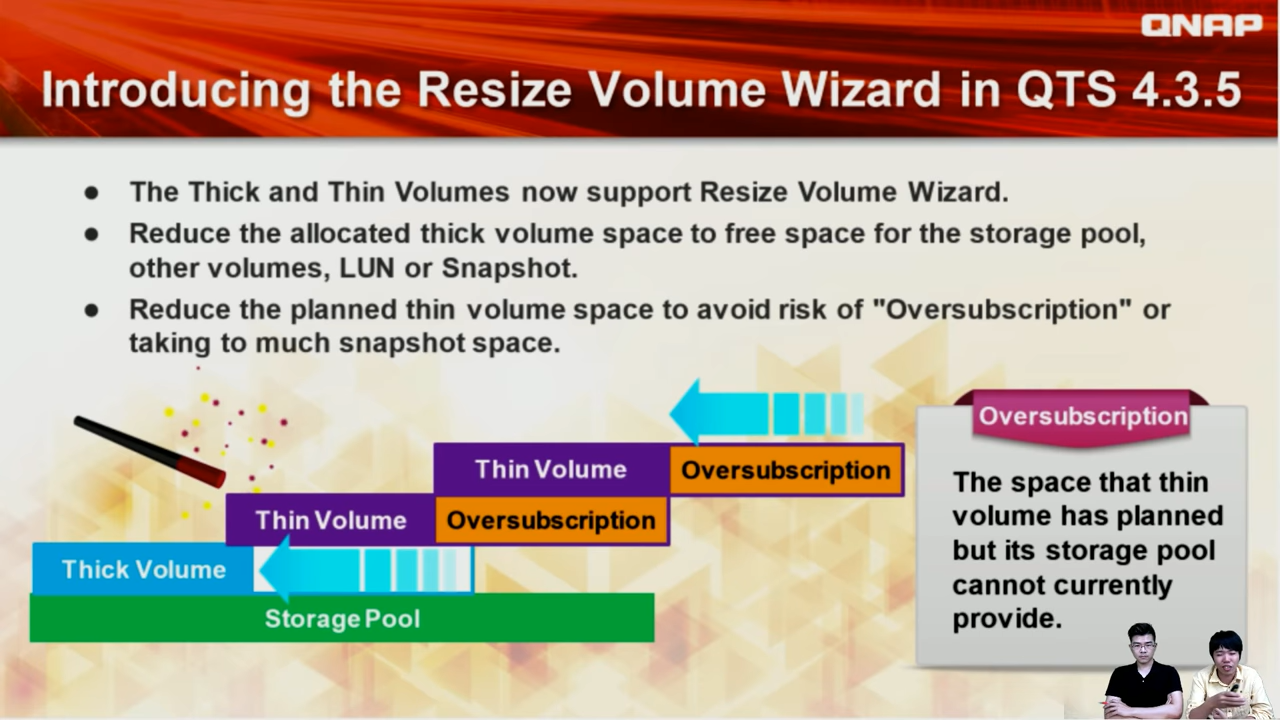 QNAP
Introducing the Resize Volume Wizard in QTS 4.3.5
● The Thick and Thin Volumes now support Resize Volume Wizard.
● Reduce the allocated thick volume space to free space for the storage pool,
other volumes, LUN or Snapshot.
● Reduce the planned thin volume space to avoid risk of "Oversubscription" or
taking to much snapshot space.
Oversubscription
The space that thin
volume has planned
but its storage pool
cannot currently
provide.
Thin Volume Oversubscription
Thin Volume Oversubscription
Thick Volume
Storage Pool